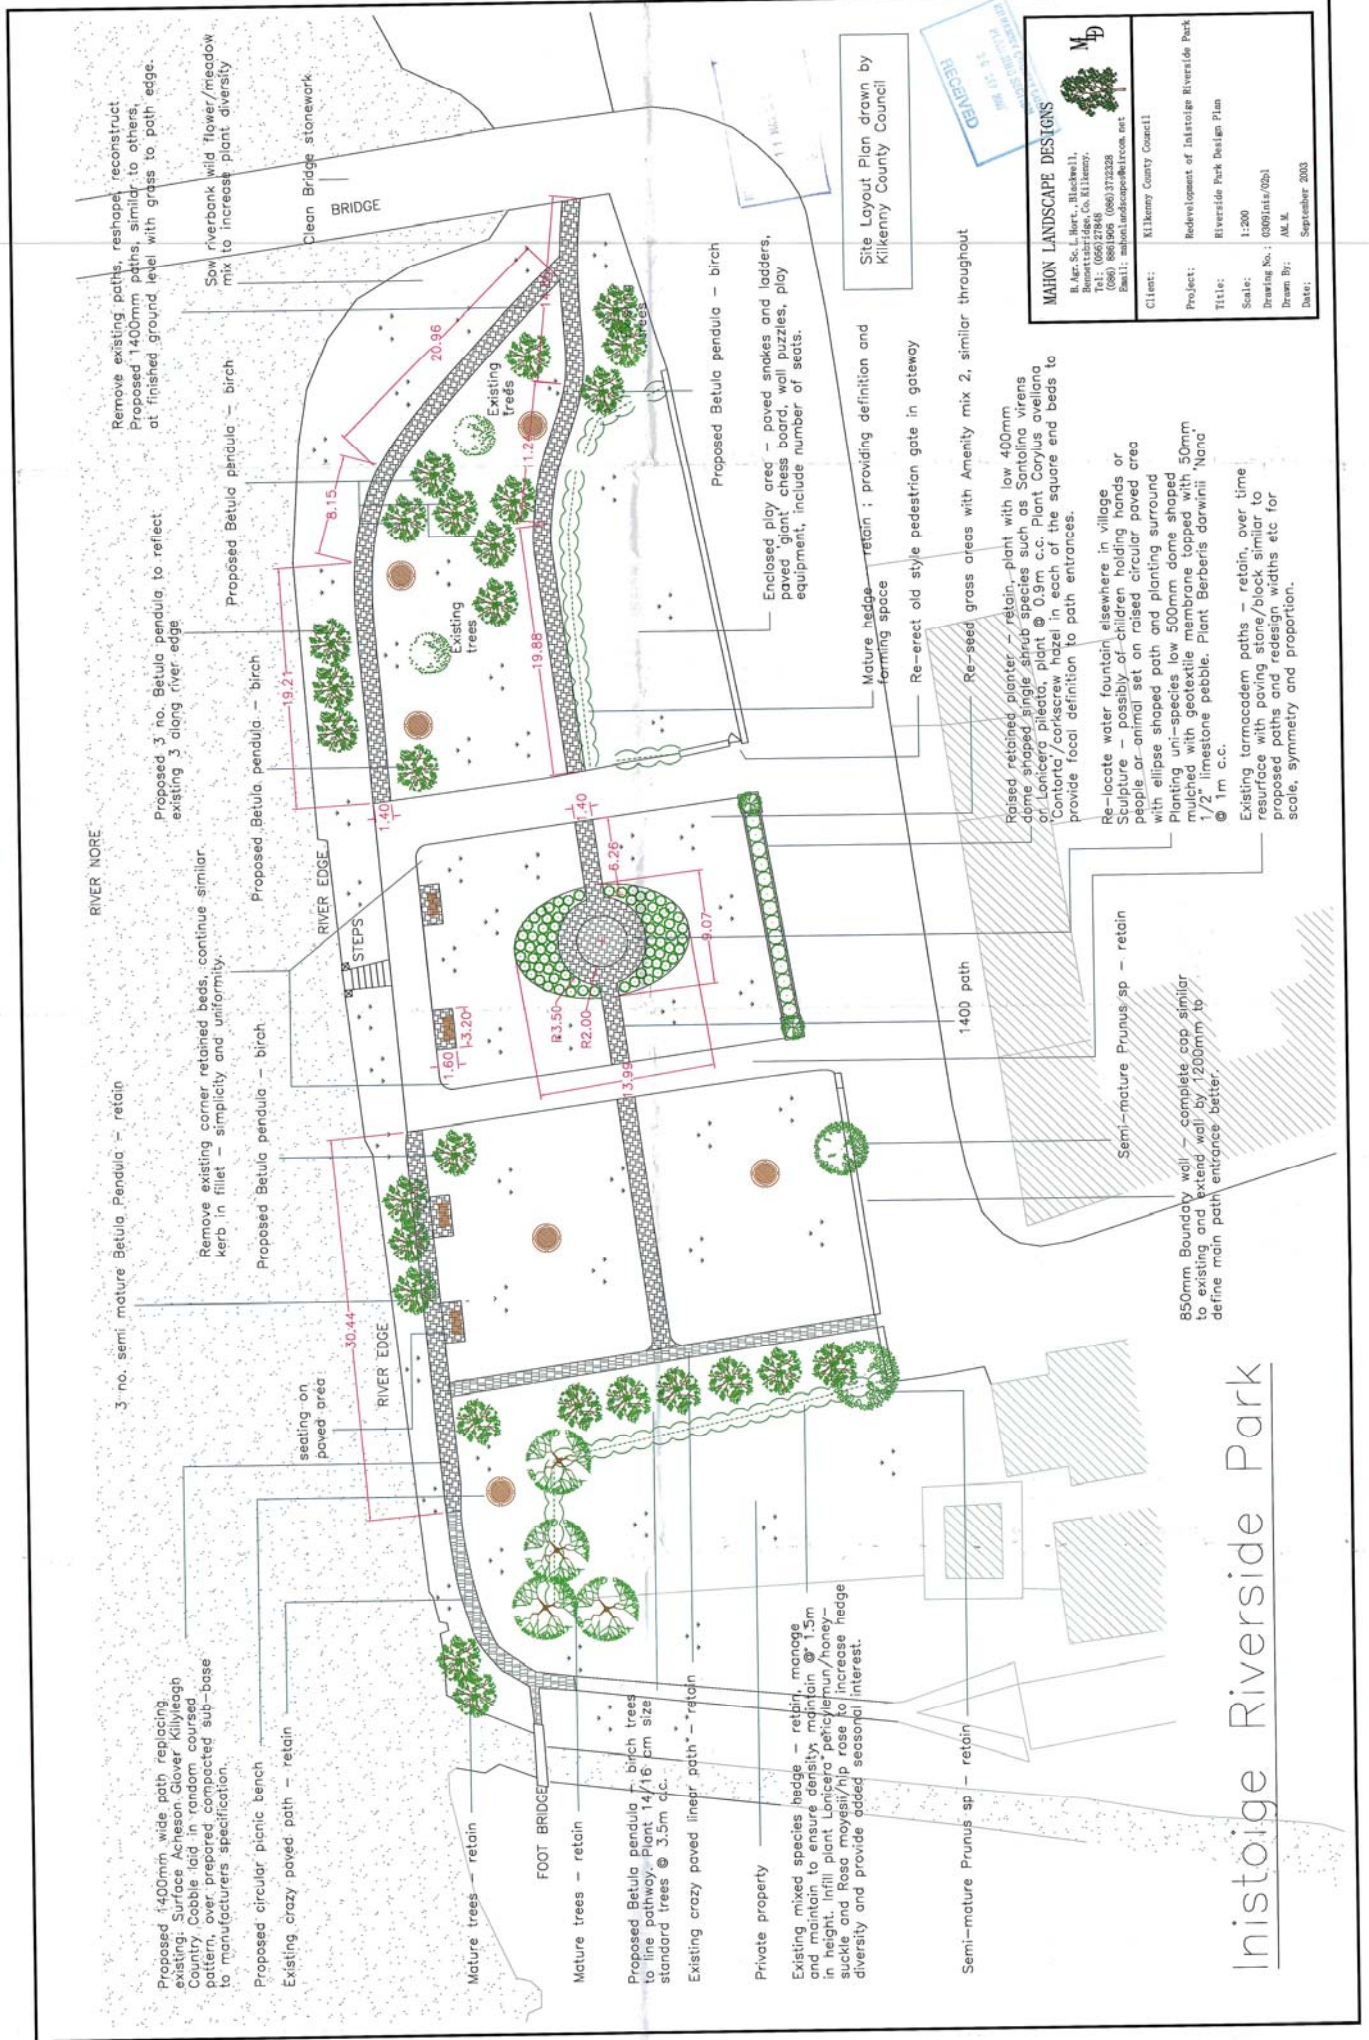 Proposed 1400mm wide path replacing
existing. Surface Acheson Glover Killyleagh
Country Cobble laid in random coursed
pattern, over prepared compacted sub-base
to manufacturers specification.
Proposed circular picnic bench
Existing crazy paved path - retain
seating on
paved area
30.44
RIVER EDGE
Mature trees - retain
FOOT BRIDGE
Mature trees - retain
Proposed Betula pendula - birch trees
to line pathway. Plant 14/16 cm size
standard trees @ 3.5m c.c.
Existing crazy paved linear path - retain
Private property
Existing mixed species hedge - retain, manage
and maintain to ensure density, maintain @ 1.5m
in height. Infill plant Lonicera periclylemun/honey-
suckle and Rosa moyesii/hip rose to increase hedge
diversity and provide added seasonal interest.
Semi-mature Prunus sp - retain
Inistoige Riverside Park
3 no. semi mature Betula Pendula - retain
Remove existing corner retained beds, continue similar
kerb in fillet - simplicity and uniformity.
Proposed Betula pendula - birch
RIVER NORE
RIVER EDGE
STEPS
Proposed Betula pendula - birch
Proposed 3 no. Betula pendula to reflect
existing 3 along river edge
Proposed Betula pendula - birch
Remove existing paths, reshape, reconstruct
Proposed 1400mm paths, similar to others,
at finished ground level with grass to path edge.
Sow riverbank wild flower/meadow
mix to increase plant diversity
Clean Bridge stonework
BRIDGE
19.21
8.15
20.96
1.40
1.40
19.88
Existing
trees
Existing
trees
1.60
3.20
R3.50
R2.00
13.99
6.26
9.07
1400 path
Proposed Betula pendula - birch
Enclosed play area - paved snakes and ladders,
paved 'giant' chess board, wall puzzles, play
equipment, include number of seats.
Mature hedge - retain ; providing definition and
forming space
Re-erect old style pedestrian gate in gateway
Re-seed grass areas with Amenity mix 2, similar throughout
Raised retained planter - retain, plant with low 400mm
dome shaped single shrub species such as Santolina virens
or Lonicera pileata, plant @ 0.9m c.c. Plant Corylus avellana
'Contorta'/corkscrew hazel in each of the square end beds to
provide focal definition to path entrances.
Re-locate water fountain elsewhere in village
Sculpture - possibly of children holding hands or
people or animal set on raised circular paved area
with ellipse shaped path and planting surround
Planting uni-species low 500mm dome shaped
mulched with geotextile membrane topped with 50mm
1/2" limestone pebble. Plant Berberis darwinii 'Nana'
@ 1m c.c.
Existing tarmacadem paths - retain, over time
resurface with paving stone/block similar to
proposed paths and redesign widths etc for
scale, symmetry and proportion.
Semi-mature Prunus sp - retain
850mm Boundary wall - complete cap similar
to existing and extend wall by 1200mm to
define main path entrance better.
Site Layout Plan drawn by
Kilkenny County Council
RECEIVED
MAHON LANDSCAPE DESIGNS
MD
B. Agr. Sc. L. Hort., Blackwell,
Bennettsbridge, Co. Kilkenny.
Tel: (056)27848
(086) 8861906 (086)3732328
Email: mahonlandscapes@eircom.net
Client: Kilkenny County Council
Project: Redevelopment of Inistoige Riverside Park
Title: Riverside Park Design Plan
Scale: 1:200
Drawing No.: 0309Inis/02b1
Drawn By: AM. M.
Date: September 2003